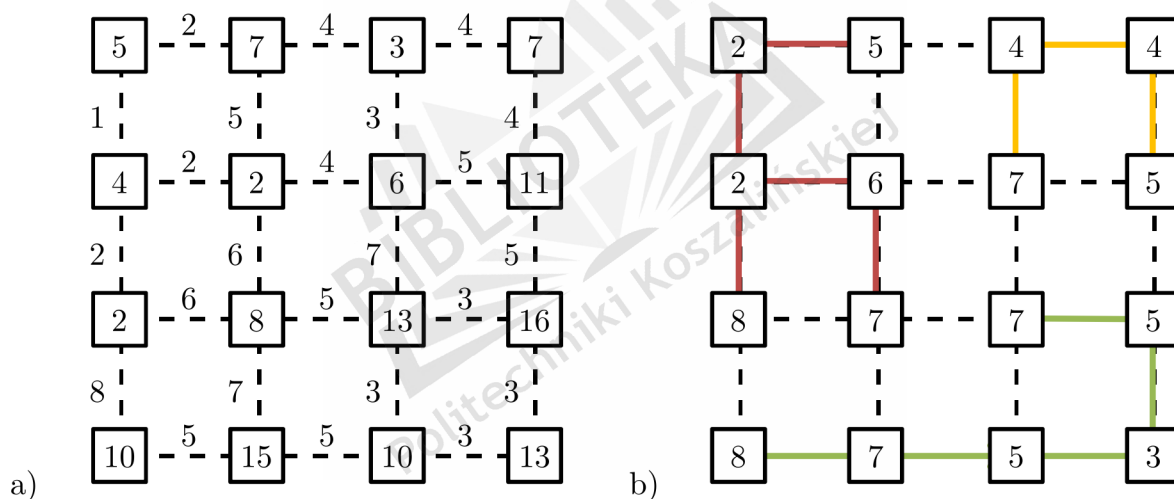 5 2 7 4 3 4 7 2 5 4 4
1 5 3 4
4 2 2 4 6 5 11 2 6 7 5
2 6 7 5
2 6 8 5 13 3 16 8 7 7 5
8 7 3 3
a) 10 5 15 5 10 3 13 b) 8 7 5 3
BIBLIOTEKA
Politechniki Koszalińskiej